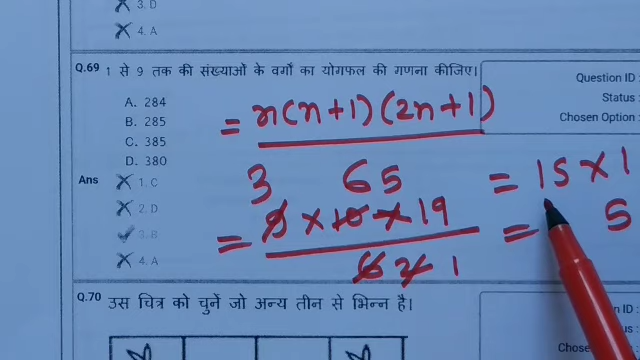 3. D
4. A
Q.69 1 से 9 तक की संख्याओं के वर्गों का योगफल की गणना कीजिए।
Question ID :
Status :
Chosen Option :
A. 284
B. 285
C. 385
D. 380
Ans
1. C
2. D
3. B
4. A
= n(n+1)(2n+1)
3 65
= 9 × 10 × 19
6 2 1
= 15 × 1
= 5
Q.70 उस चित्र को चुनें जो अन्य तीन से भिन्न है।